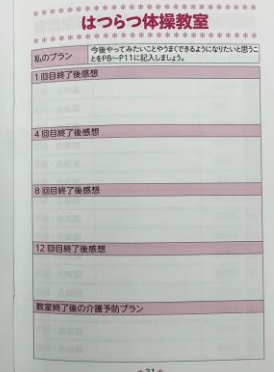 はつらつ体操教室
私のプラン
今後やってみたいことやうまくできるようになりたいと思うこ
とをP8～P11に記入しましょう。
1回目終了後感想
4回目終了後感想
8回目終了後感想
12回目終了後感想
教室終了後の介護予防プラン